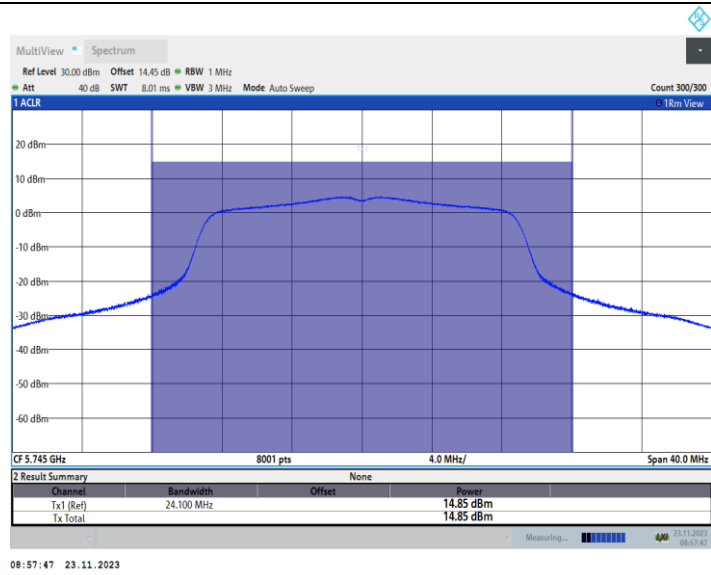 MultiView Spectrum
Ref Level 30.00 dBm Offset 14.45 dB RBW 1 MHz
Att 40 dB SWT 8.01 ms VBW 3 MHz Mode Auto Sweep Count 300/300
1 ACLR 1Rm View
20 dBm
10 dBm
0 dBm
-10 dBm
-20 dBm
-30 dBm
-40 dBm
-50 dBm
-60 dBm
CF 5.745 GHz 8001 pts 4.0 MHz/ Span 40.0 MHz
2 Result Summary None
Channel Bandwidth Offset Power
Tx1 (Ref) 24.100 MHz 14.85 dBm
Tx Total 14.85 dBm
Measuring... 23.11.2023
08:57:47
08:57:47 23.11.2023